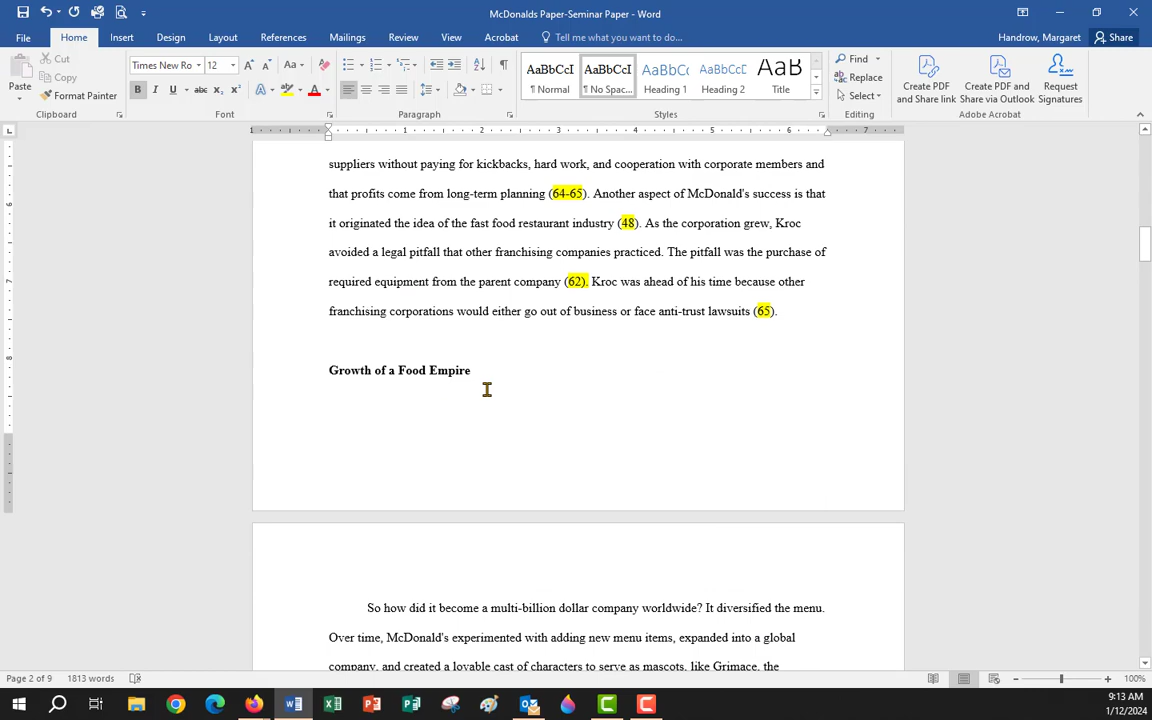 McDonalds Paper-Seminar Paper - Word
Handrow, Margaret
Share
File Home Insert Design Layout References Mailings Review View Acrobat Tell me what you want to do...
Cut
Copy
Format Painter
Paste
Clipboard
Times New Ro 12
Font
Paragraph
AaBbCcI AaBbCcI AaBbCc AaBbCcD AaB
¶ Normal ¶ No Spac... Heading 1 Heading 2 Title
Styles
Find
Replace
Select
Editing
Create PDF and Share link
Create PDF and Share via Outlook
Request Signatures
Adobe Acrobat
1 1 2 3 4 5 6 7
suppliers without paying for kickbacks, hard work, and cooperation with corporate members and
that profits come from long-term planning (64-65). Another aspect of McDonald's success is that
it originated the idea of the fast food restaurant industry (48). As the corporation grew, Kroc
avoided a legal pitfall that other franchising companies practiced. The pitfall was the purchase of
required equipment from the parent company (62). Kroc was ahead of his time because other
franchising corporations would either go out of business or face anti-trust lawsuits (65).
Growth of a Food Empire
So how did it become a multi-billion dollar company worldwide? It diversified the menu.
Over time, McDonald's experimented with adding new menu items, expanded into a global
company, and created a lovable cast of characters to serve as mascots, like Grimace, the
Page 2 of 9 1813 words
100%
9:13 AM
1/12/2024